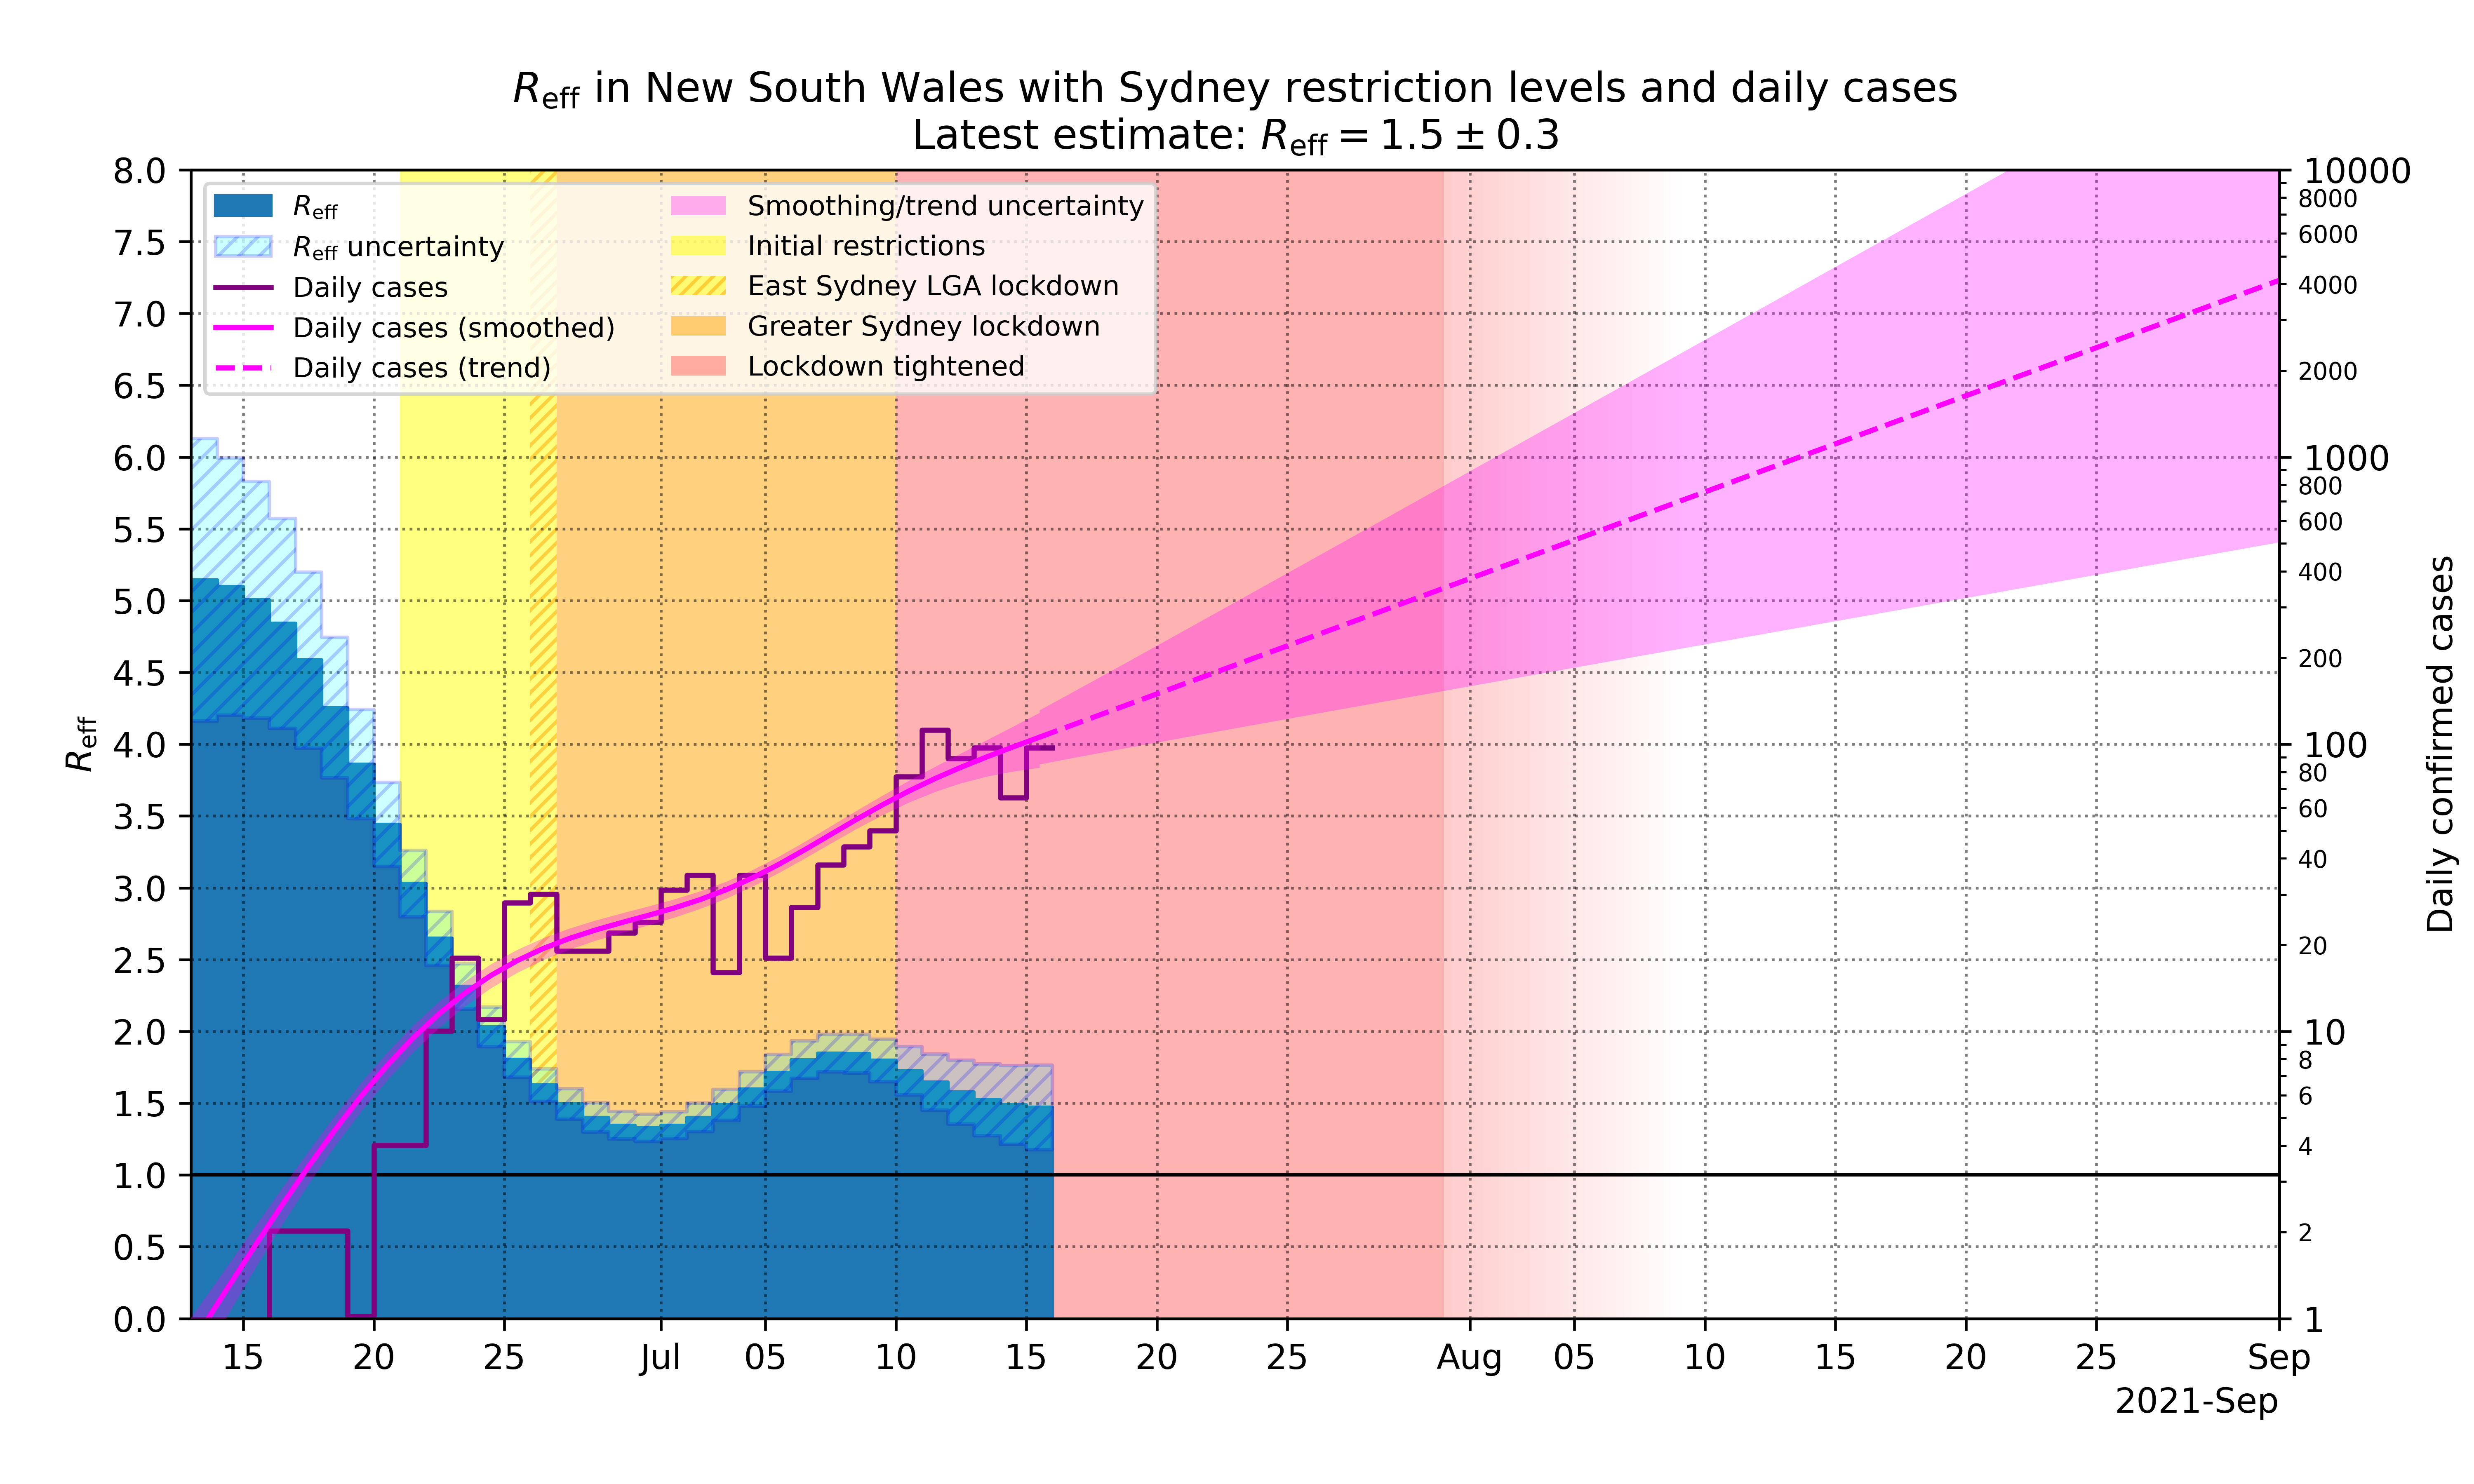 Reff in New South Wales with Sydney restriction levels and daily cases
Latest estimate: Reff = 1.5 ± 0.3
Reff
Reff uncertainty
Daily cases
Daily cases (smoothed)
Daily cases (trend)
Smoothing/trend uncertainty
Initial restrictions
East Sydney LGA lockdown
Greater Sydney lockdown
Lockdown tightened
8.0
7.5
7.0
6.5
6.0
5.5
5.0
4.5
4.0
3.5
3.0
2.5
2.0
1.5
1.0
0.5
0.0
Reff
10000
8000
6000
4000
2000
1000
800
600
400
200
100
80
60
40
20
10
8
6
4
2
1
Daily confirmed cases
15 20 25 Jul 05 10 15 20 25 Aug 05 10 15 20 25 Sep
2021-Sep